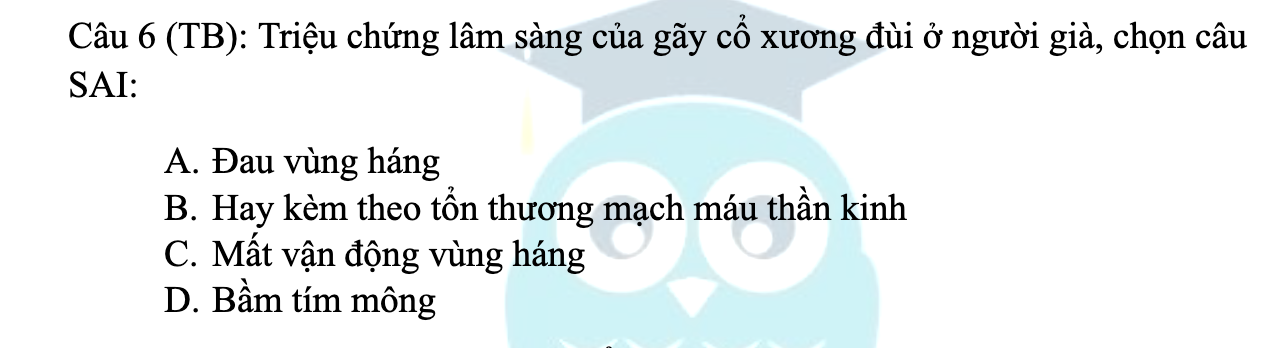 Câu 6 (TB): Triệu chứng lâm sàng của gãy cổ xương đùi ở người già, chọn câu
SAI:
A. Đau vùng háng
B. Hay kèm theo tổn thương mạch máu thần kinh
C. Mất vận động vùng háng
D. Bầm tím mông